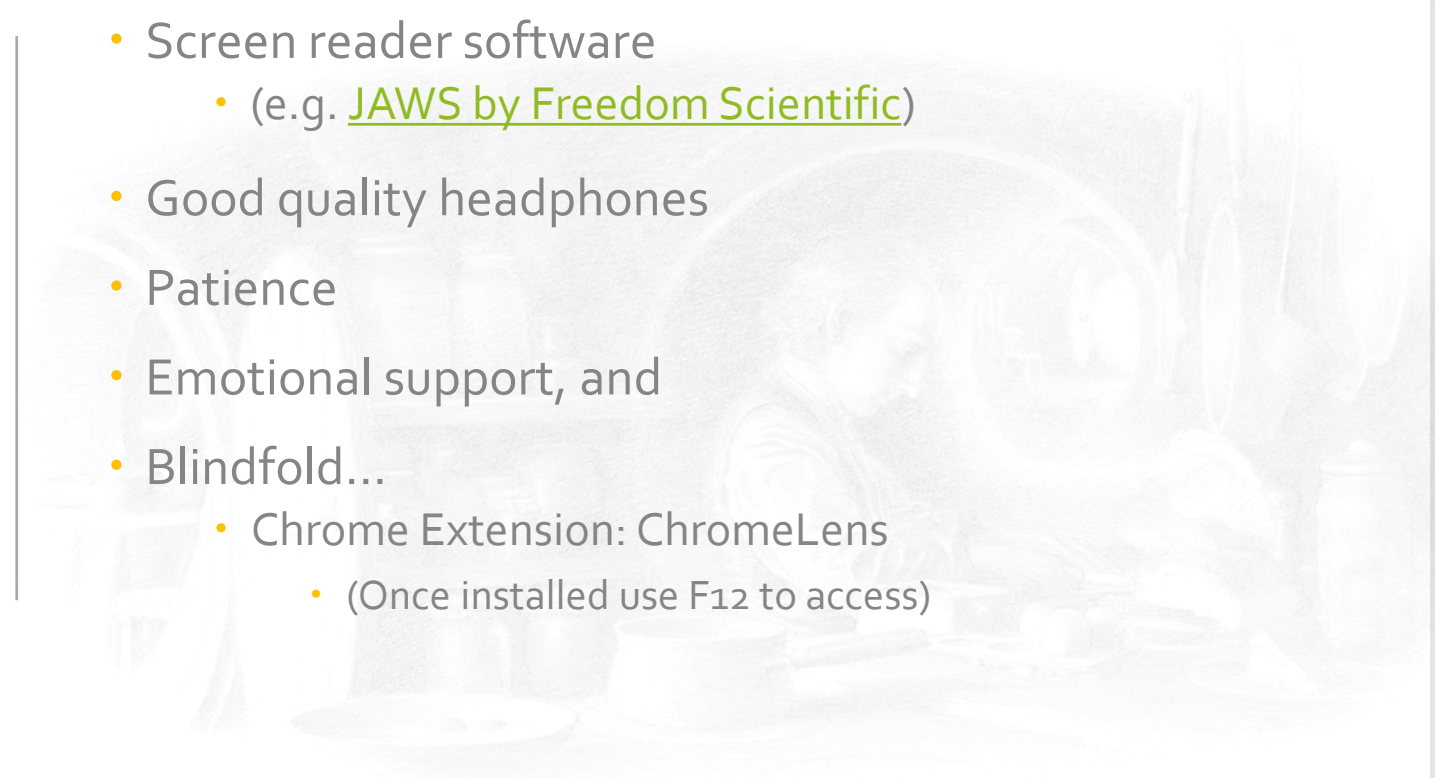 • Screen reader software
• (e.g. JAWS by Freedom Scientific)
• Good quality headphones
• Patience
• Emotional support, and
• Blindfold…
• Chrome Extension: ChromeLens
• (Once installed use F12 to access)